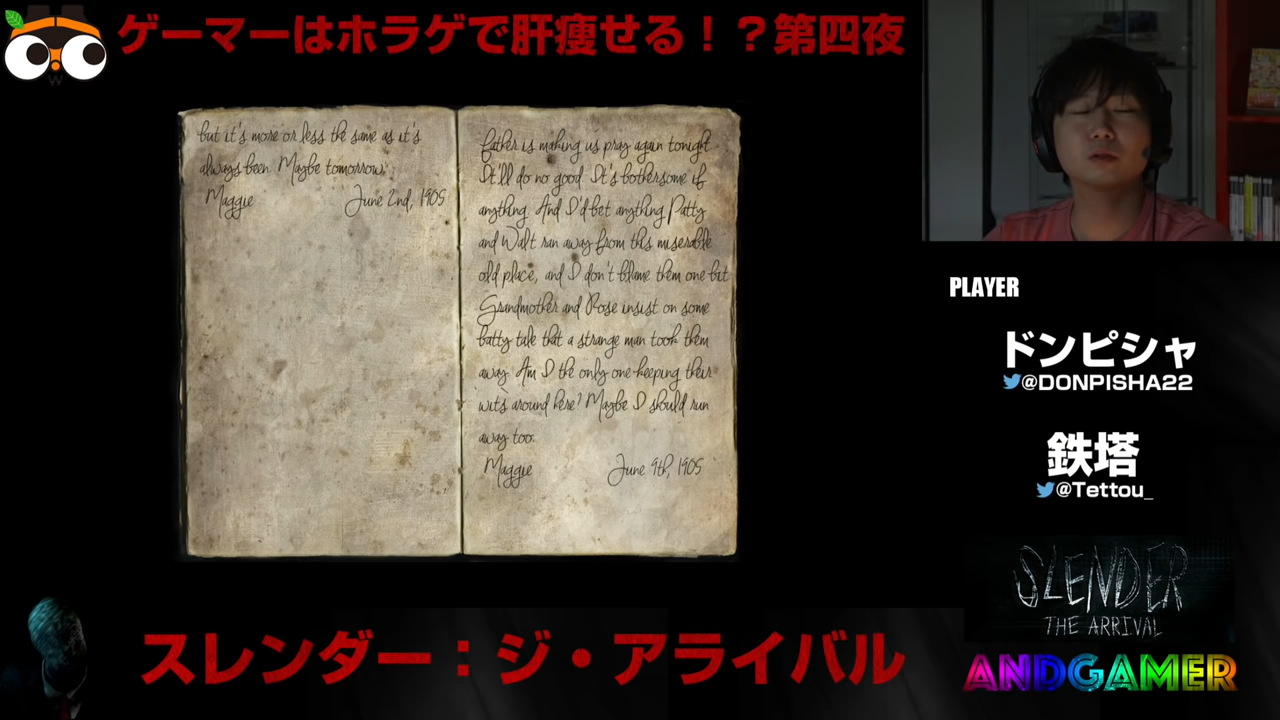 ゲーマーはホラゲで肝痩せる！？第四夜
but it's more or less the same as it's
always been. Maybe tomorrow.
Maggie June 2nd, 1905
Father is making us pray again tonight.
It'll do no good. It's bothersome if
anything. And I'd bet anything Patty
and Walt ran away from this miserable
old place, and I don't blame them one bit.
Grandmother and Rose insist on some
batty tale that a strange man took them
away. Am I the only one keeping their
wits around here? Maybe I should run
away too.
Maggie June 9th, 1905
PLAYER
ドンピシャ
@DONPISHA22
鉄塔
@Tettou_
SLENDER
THE ARRIVAL
スレンダー：ジ・アライバル
ANDGAMER